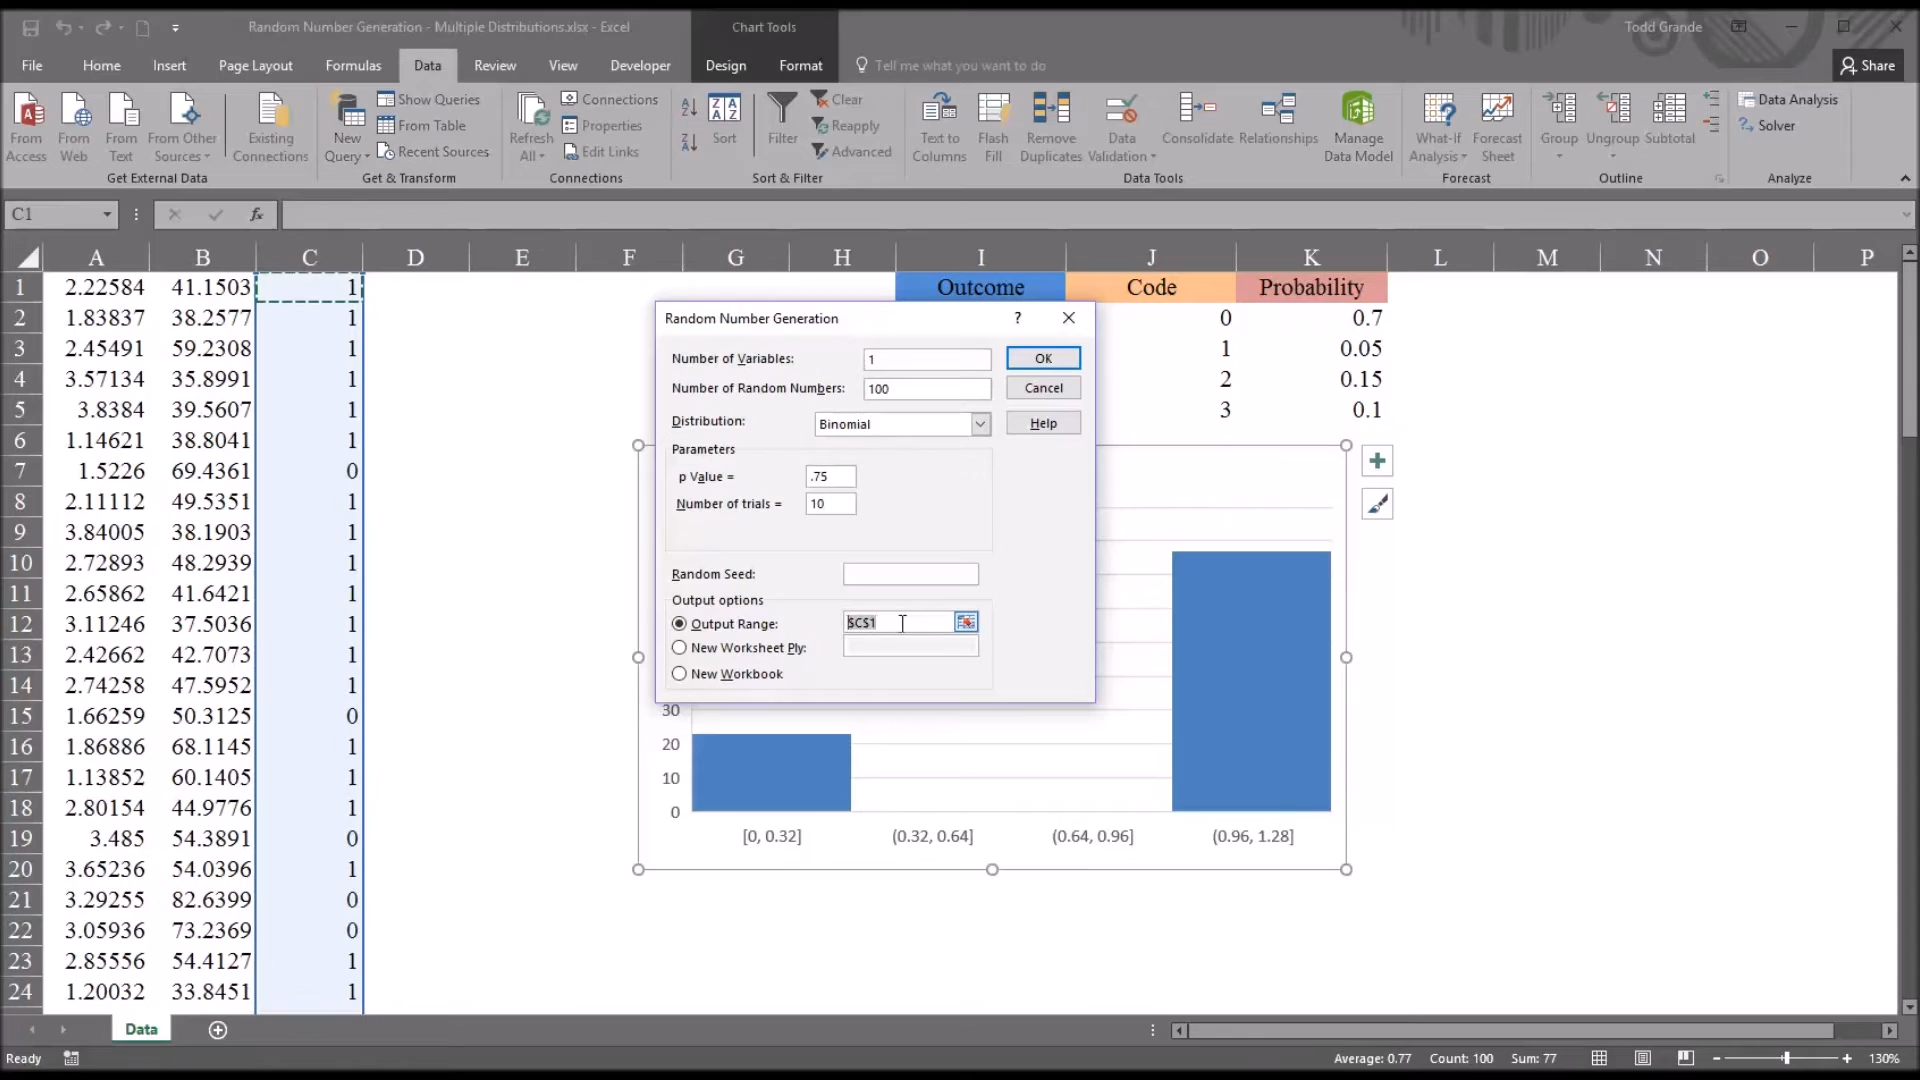 Random Number Generation - Multiple Distributions.xlsx - Excel
Chart Tools
Todd Grande
File Home Insert Page Layout Formulas Data Review View Developer Design Format Tell me what you want to do Share
From Access
From Web
From Text
From Other Sources
Existing Connections
Get External Data
New Query
Show Queries
From Table
Recent Sources
Get & Transform
Refresh All
Connections
Properties
Edit Links
Connections
Sort
Filter
Clear
Reapply
Advanced
Sort & Filter
Text to Columns
Flash Fill
Remove Duplicates
Data Validation
Consolidate
Relationships
Manage Data Model
Data Tools
What-If Analysis
Forecast Sheet
Forecast
Group
Ungroup
Subtotal
Outline
Data Analysis
Solver
Analyze
C1
fx
A B C D E F G H I J K L M N O P
1 2.22584 41.1503 1 Outcome Code Probability
2 1.83837 38.2577 1 0 0.7
3 2.45491 59.2308 1 1 0.05
4 3.57134 35.8991 1 2 0.15
5 3.8384 39.5607 1 3 0.1
6 1.14621 38.8041 1
7 1.5226 69.4361 0
8 2.11112 49.5351 1
9 3.84005 38.1903 1
10 2.72893 48.2939 1
11 2.65862 41.6421 1
12 3.11246 37.5036 1
13 2.42662 42.7073 1
14 2.74258 47.5952 1
15 1.66259 50.3125 0
16 1.86886 68.1145 1
17 1.13852 60.1405 1
18 2.80154 44.9776 1
19 3.485 54.3891 0
20 3.65236 54.0396 1
21 3.29255 82.6399 0
22 3.05936 73.2369 0
23 2.85556 54.4127 1
24 1.20032 33.8451 1
Random Number Generation ?
Number of Variables: 1 OK
Number of Random Numbers: 100 Cancel
Distribution: Binomial Help
Parameters
p Value = .75
Number of trials = 10
Random Seed:
Output options
Output Range: $C$1
New Worksheet Ply:
New Workbook
30
20
10
0
[0, 0.32] (0.32, 0.64] (0.64, 0.96] (0.96, 1.28]
Data
Ready Average: 0.77 Count: 100 Sum: 77 130%